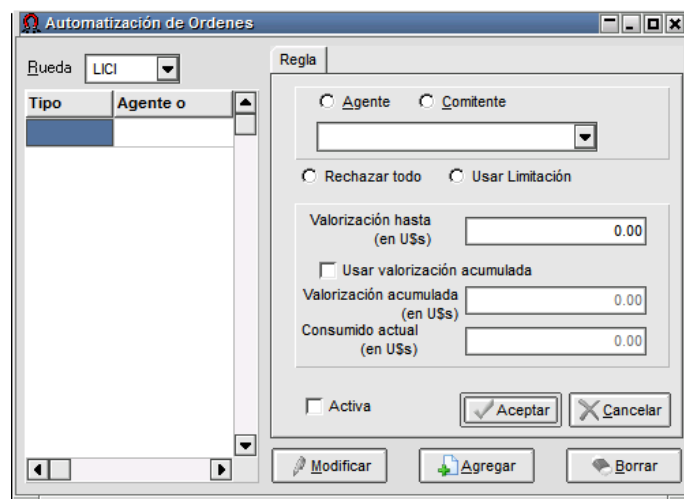 Automatización de Ordenes
Rueda LICI
Tipo Agente o
Regla
Agente Comitente
Rechazar todo Usar Limitación
Valorización hasta
(en U$s) 0.00
Usar valorización acumulada
Valorización acumulada
(en U$s) 0.00
Consumido actual
(en U$s) 0.00
Activa Aceptar Cancelar
Modificar Agregar Borrar